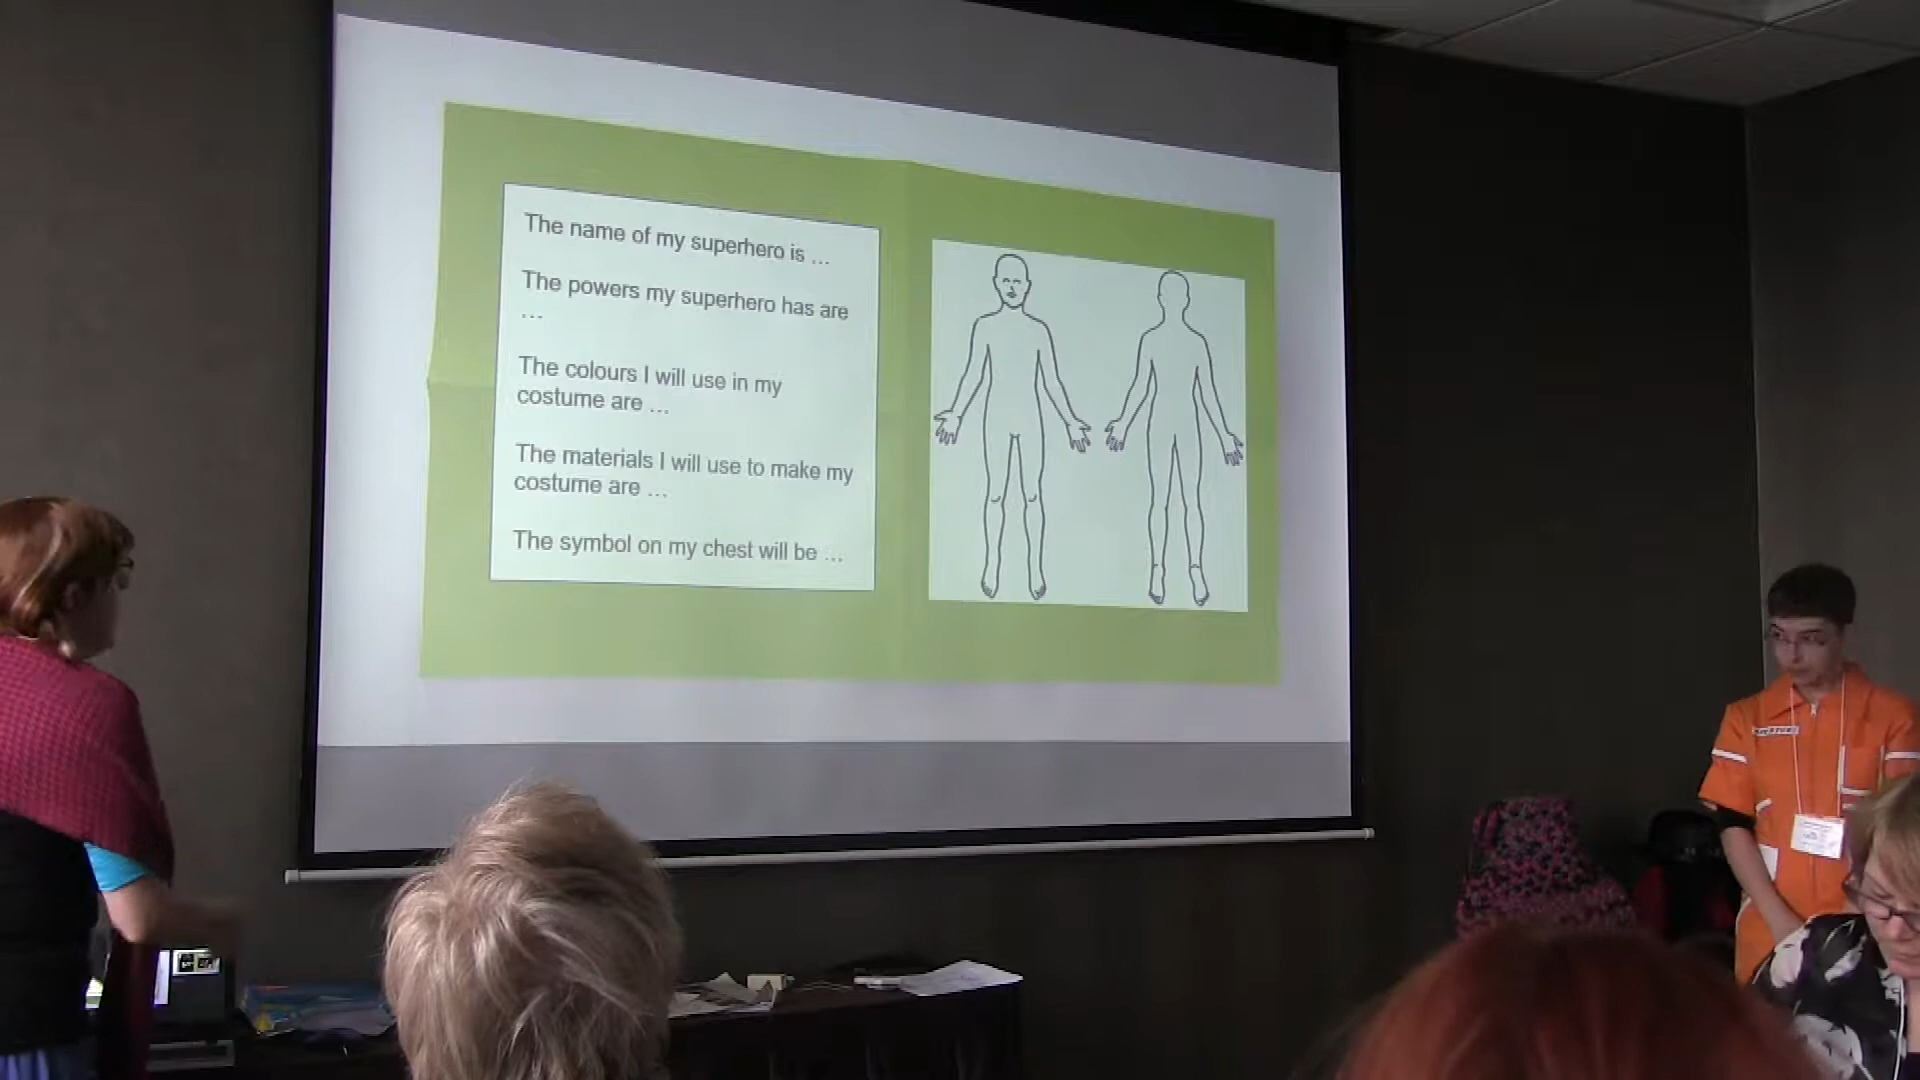 The name of my superhero is ...
The powers my superhero has are
...
The colours I will use in my
costume are ...
The materials I will use to make my
costume are ...
The symbol on my chest will be ...